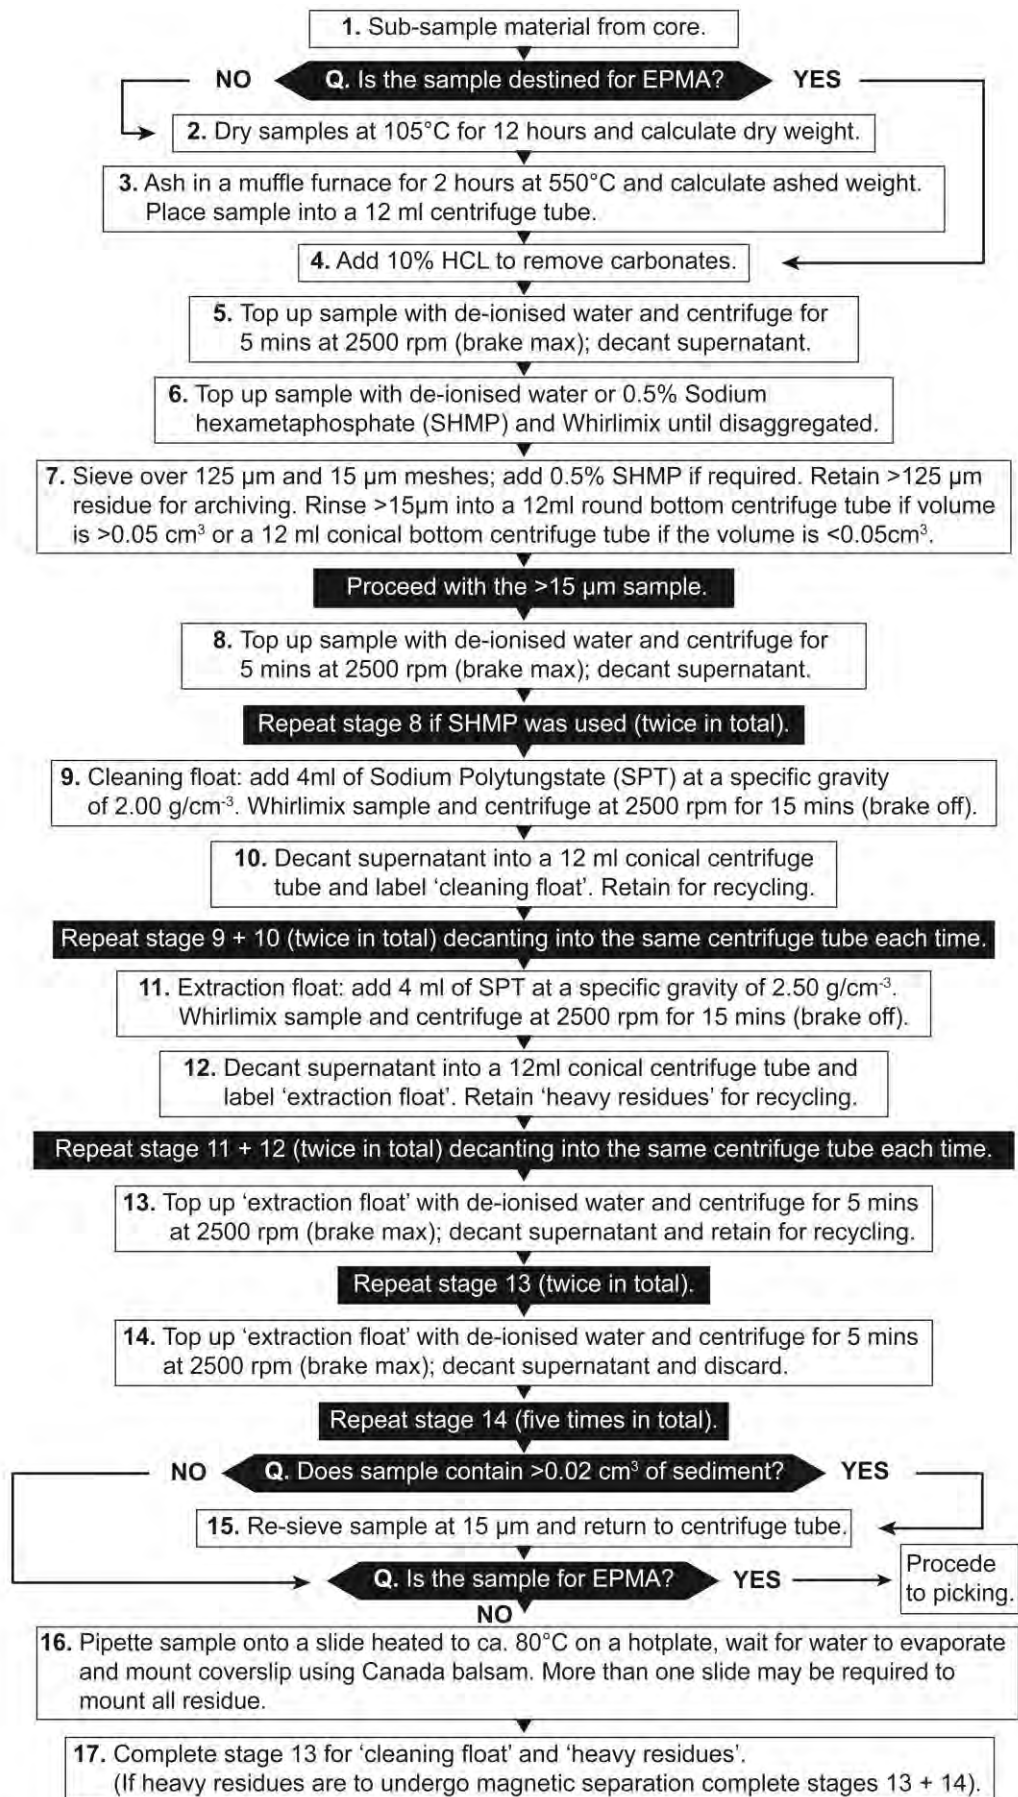 1. Sub-sample material from core.
NO
Q. Is the sample destined for EPMA?
YES
2. Dry samples at 105°C for 12 hours and calculate dry weight.
3. Ash in a muffle furnace for 2 hours at 550°C and calculate ashed weight.
Place sample into a 12 ml centrifuge tube.
4. Add 10% HCL to remove carbonates.
5. Top up sample with de-ionised water and centrifuge for
5 mins at 2500 rpm (brake max); decant supernatant.
6. Top up sample with de-ionised water or 0.5% Sodium
hexametaphosphate (SHMP) and Whirlimix until disaggregated.
7. Sieve over 125 µm and 15 µm meshes; add 0.5% SHMP if required. Retain >125 µm
residue for archiving. Rinse >15µm into a 12ml round bottom centrifuge tube if volume
is >0.05 cm³ or a 12 ml conical bottom centrifuge tube if the volume is <0.05cm³.
Proceed with the >15 µm sample.
8. Top up sample with de-ionised water and centrifuge for
5 mins at 2500 rpm (brake max); decant supernatant.
Repeat stage 8 if SHMP was used (twice in total).
9. Cleaning float: add 4ml of Sodium Polytungstate (SPT) at a specific gravity
of 2.00 g/cm⁻³. Whirlimix sample and centrifuge at 2500 rpm for 15 mins (brake off).
10. Decant supernatant into a 12 ml conical centrifuge
tube and label ‘cleaning float’. Retain for recycling.
Repeat stage 9 + 10 (twice in total) decanting into the same centrifuge tube each time.
11. Extraction float: add 4 ml of SPT at a specific gravity of 2.50 g/cm⁻³.
Whirlimix sample and centrifuge at 2500 rpm for 15 mins (brake off).
12. Decant supernatant into a 12ml conical centrifuge tube and
label ‘extraction float’. Retain ‘heavy residues’ for recycling.
Repeat stage 11 + 12 (twice in total) decanting into the same centrifuge tube each time.
13. Top up ‘extraction float’ with de-ionised water and centrifuge for 5 mins
at 2500 rpm (brake max); decant supernatant and retain for recycling.
Repeat stage 13 (twice in total).
14. Top up ‘extraction float’ with de-ionised water and centrifuge for 5 mins
at 2500 rpm (brake max); decant supernatant and discard.
Repeat stage 14 (five times in total).
NO
Q. Does sample contain >0.02 cm³ of sediment?
YES
15. Re-sieve sample at 15 µm and return to centrifuge tube.
Q. Is the sample for EPMA?
YES
Procede
to picking.
NO
16. Pipette sample onto a slide heated to ca. 80°C on a hotplate, wait for water to evaporate
and mount coverslip using Canada balsam. More than one slide may be required to
mount all residue.
17. Complete stage 13 for ‘cleaning float’ and ‘heavy residues’.
(If heavy residues are to undergo magnetic separation complete stages 13 + 14).